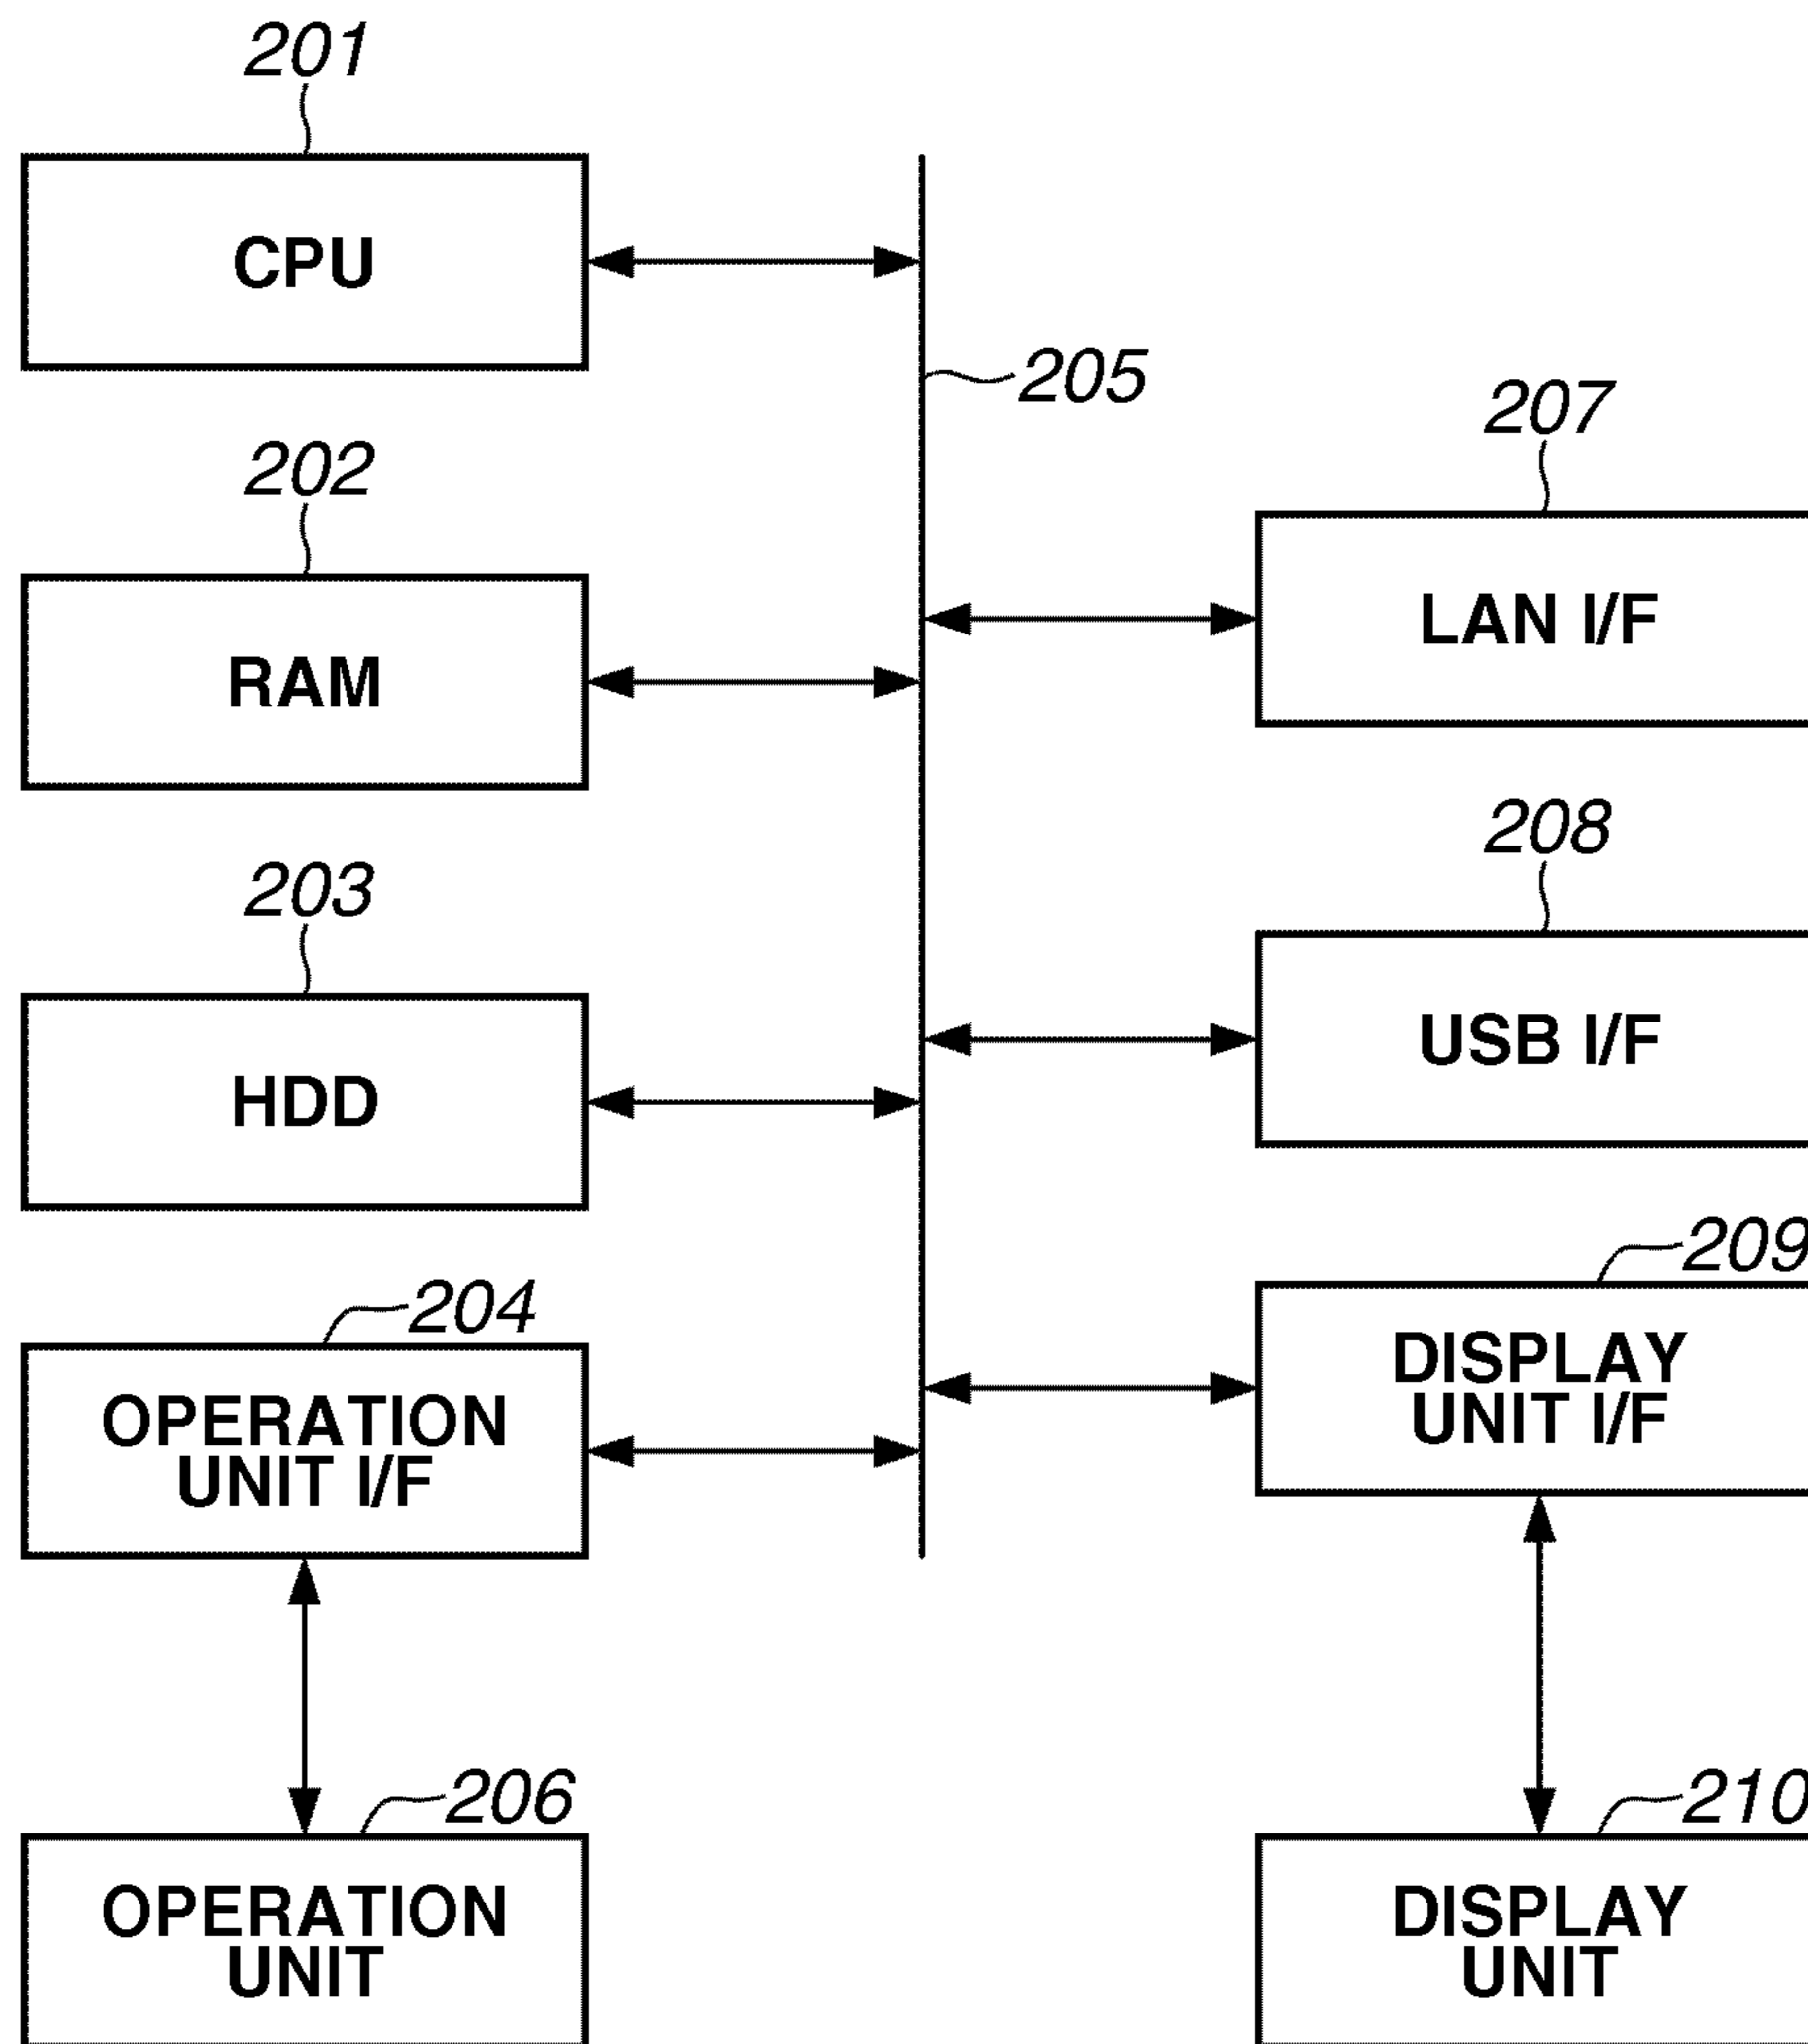 201
CPU
205
207
202
LAN I/F
RAM
208
203
USB I/F
HDD
209
204
DISPLAY
UNIT I/F
OPERATION
UNIT I/F
206
210
OPERATION
UNIT
DISPLAY
UNIT